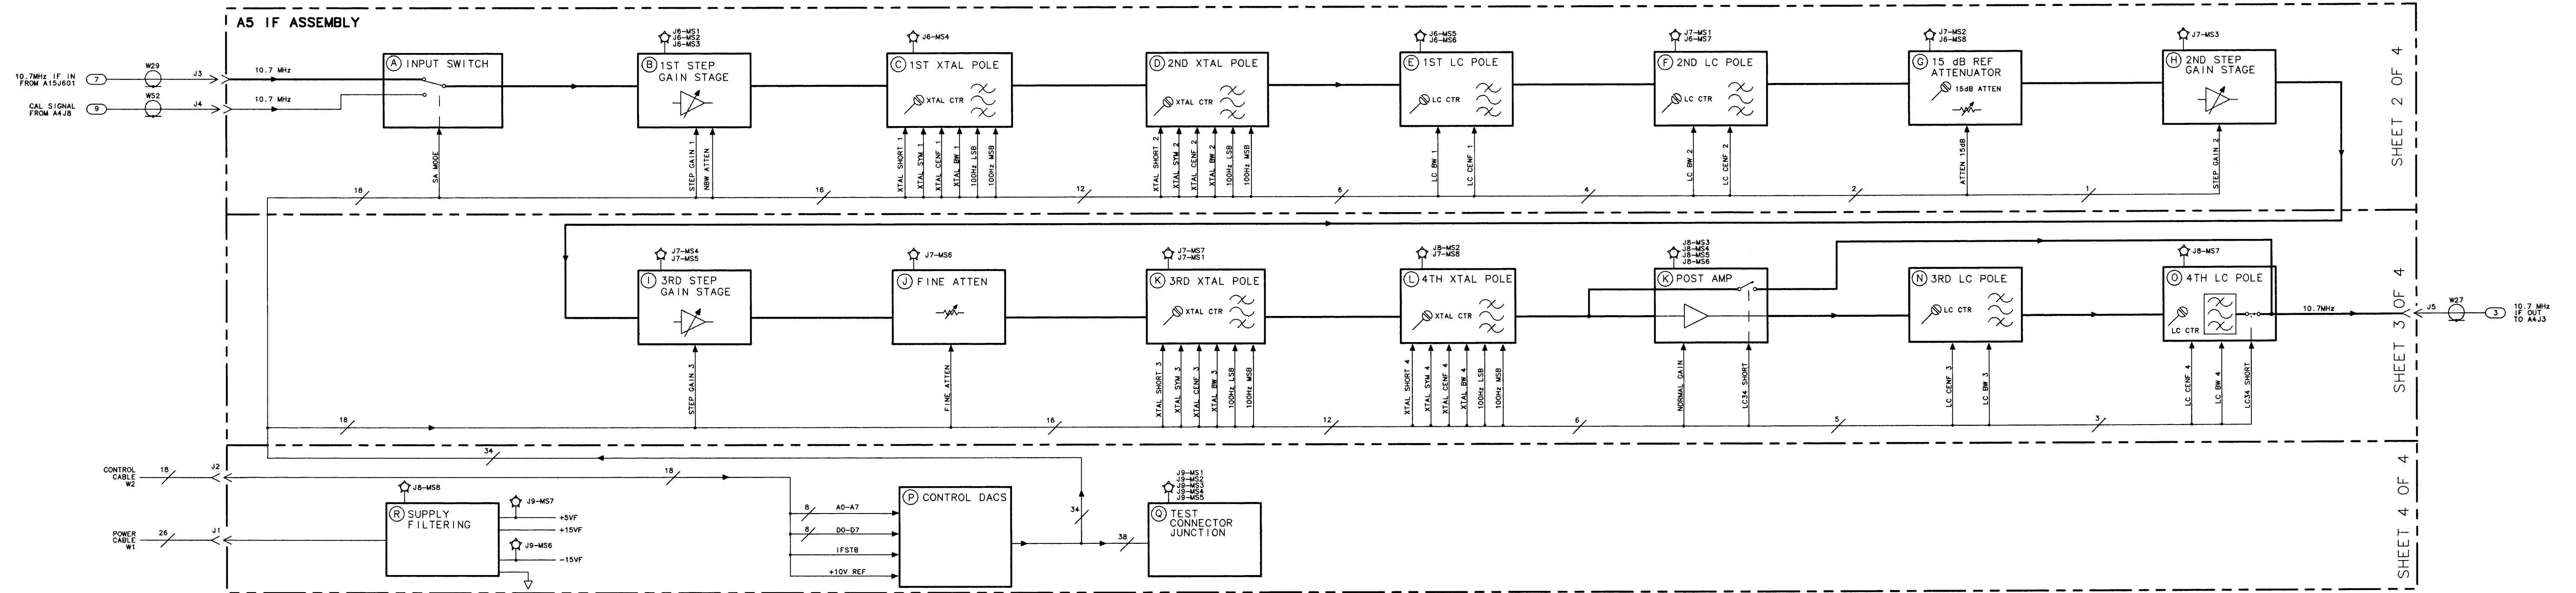 A5 IF ASSEMBLY
10.7MHz IF IN
FROM A15J601
7
W29
J3
10.7 MHz
CAL SIGNAL
FROM A4J8
9
W52
J4
10.7 MHz
A INPUT SWITCH
SA MODE
J6-MS1
J6-MS2
J6-MS3
B 1ST STEP
GAIN STAGE
STEP GAIN 1
NBW ATTEN
J6-MS4
C 1ST XTAL POLE
XTAL CTR
XTAL SHORT 1
XTAL SYM 1
XTAL CENF 1
XTAL BW 1
100Hz LSB
100Hz MSB
D 2ND XTAL POLE
XTAL CTR
XTAL SHORT 2
XTAL SYM 2
XTAL CENF 2
XTAL BW 2
100Hz LSB
100Hz MSB
J6-MS5
J6-MS6
E 1ST LC POLE
LC CTR
LC BW 1
LC CENF 1
J7-MS1
J6-MS7
F 2ND LC POLE
LC CTR
LC BW 2
LC CENF 2
J7-MS2
J6-MS8
G 15 dB REF
ATTENUATOR
15dB ATTEN
ATTEN 15dB
J7-MS3
H 2ND STEP
GAIN STAGE
STEP GAIN 2
18
16
12
6
4
2
1
SHEET 2 OF 4
J7-MS4
J7-MS5
I 3RD STEP
GAIN STAGE
STEP GAIN 3
J7-MS6
J FINE ATTEN
FINE ATTEN
J7-MS7
J7-MS1
K 3RD XTAL POLE
XTAL CTR
XTAL SHORT 3
XTAL SYM 3
XTAL CENF 3
XTAL BW 3
100Hz LSB
100Hz MSB
J8-MS2
J7-MS8
L 4TH XTAL POLE
XTAL CTR
XTAL SHORT 4
XTAL SYM 4
XTAL CENF 4
XTAL BW 4
100Hz LSB
100Hz MSB
J8-MS3
J8-MS4
J8-MS5
J8-MS6
K POST AMP
NORMAL GAIN
LC34 SHORT
N 3RD LC POLE
LC CTR
LC CENF 3
LC BW 3
J8-MS7
O 4TH LC POLE
LC CTR
LC CENF 4
LC BW 4
LC34 SHORT
10.7MHz
J5
W27
3
10.7 MHz
IF OUT
TO A4J3
18
16
12
6
5
3
SHEET 3 OF 4
34
CONTROL
CABLE
W2
18
J2
18
POWER
CABLE
W1
26
J1
J8-MS8
R SUPPLY
FILTERING
J9-MS7
+5VF
+15VF
J9-MS6
-15VF
8
A0-A7
8
D0-D7
IFSTB
+10V REF
P CONTROL DACS
34
38
J9-MS1
J9-MS2
J9-MS3
J9-MS4
J9-MS5
Q TEST
CONNECTOR
JUNCTION
SHEET 4 OF 4